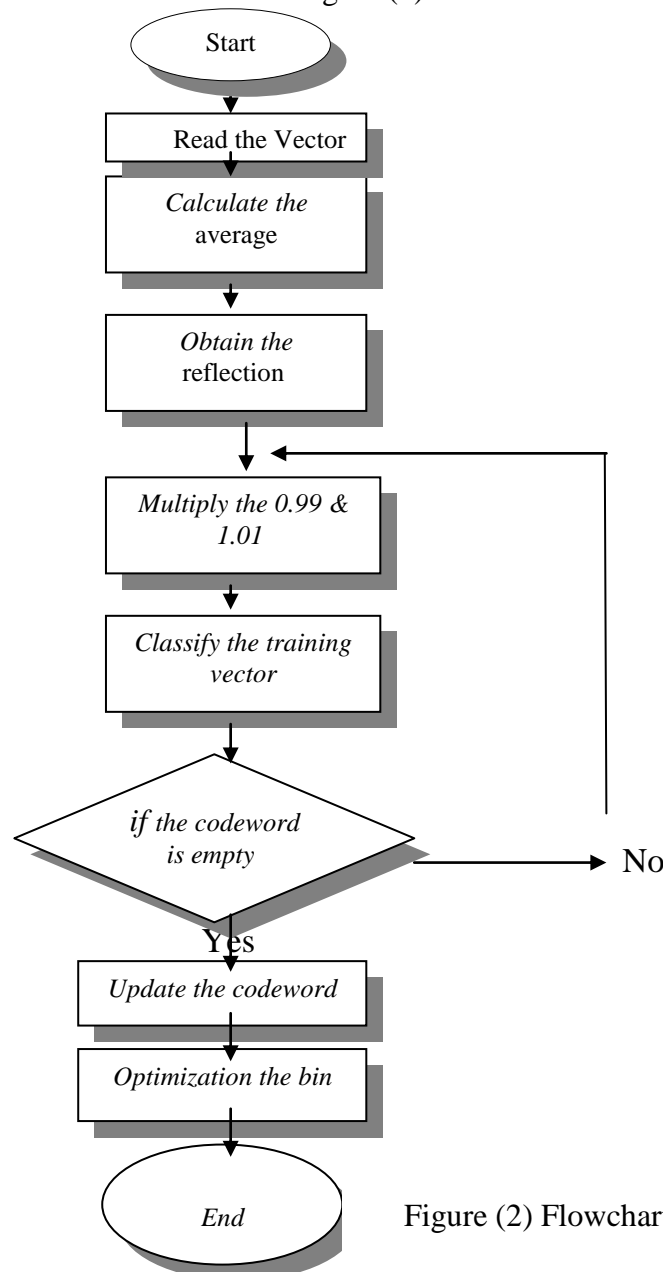 Start
Read the Vector
Calculate the
average
Obtain the
reflection
Multiply the 0.99 &
1.01
Classify the training
vector
if the codeword
is empty
No
Yes
Update the codeword
Optimization the bin
End
Figure (2) Flowchar